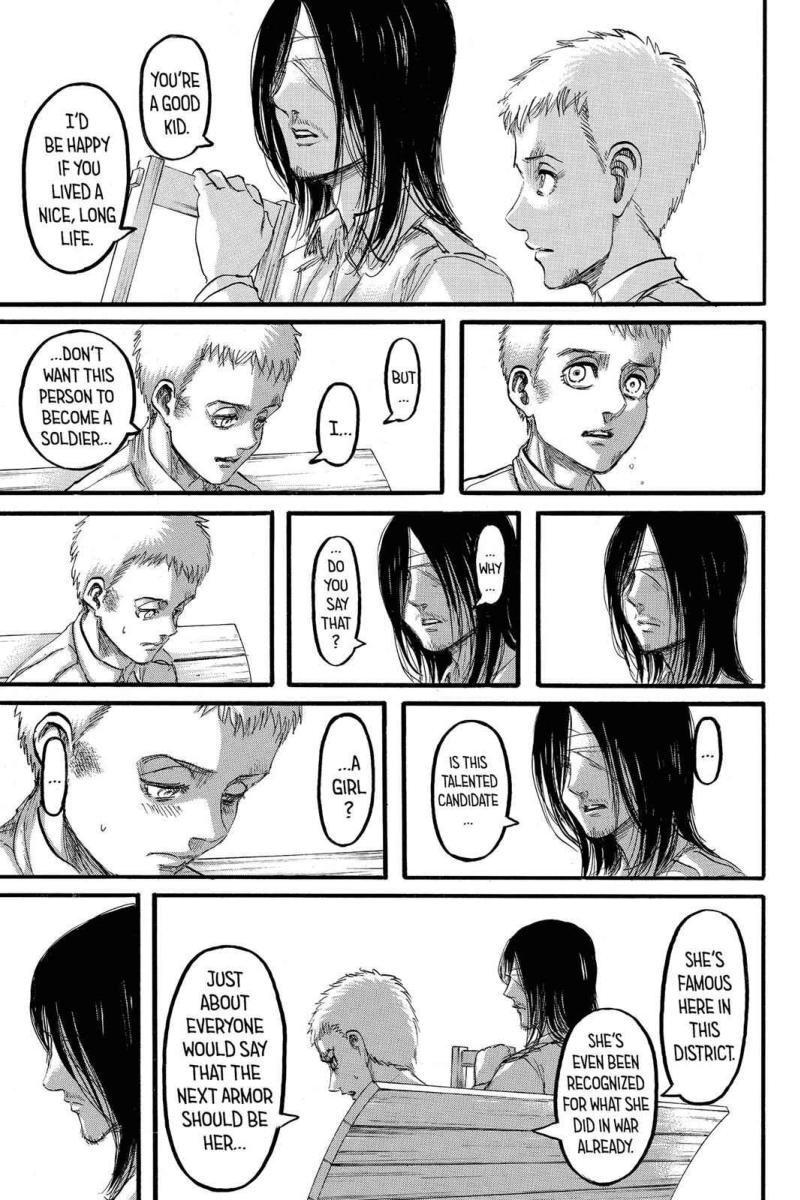 YOU'RE
A GOOD
KID.
I'D
BE HAPPY
IF YOU
LIVED A
NICE, LONG
LIFE.
BUT
...
I...
...DON'T
WANT THIS
PERSON TO
BECOME A
SOLDIER...
...
WHY
...
...
DO
YOU
SAY
THAT
?
...
IS THIS
TALENTED
CANDIDATE
...
...A
GIRL
?
...
SHE'S
FAMOUS
HERE IN
THIS
DISTRICT.
SHE'S
EVEN BEEN
RECOGNIZED
FOR WHAT SHE
DID IN WAR
ALREADY.
JUST
ABOUT
EVERYONE
WOULD SAY
THAT THE
NEXT ARMOR
SHOULD BE
HER...